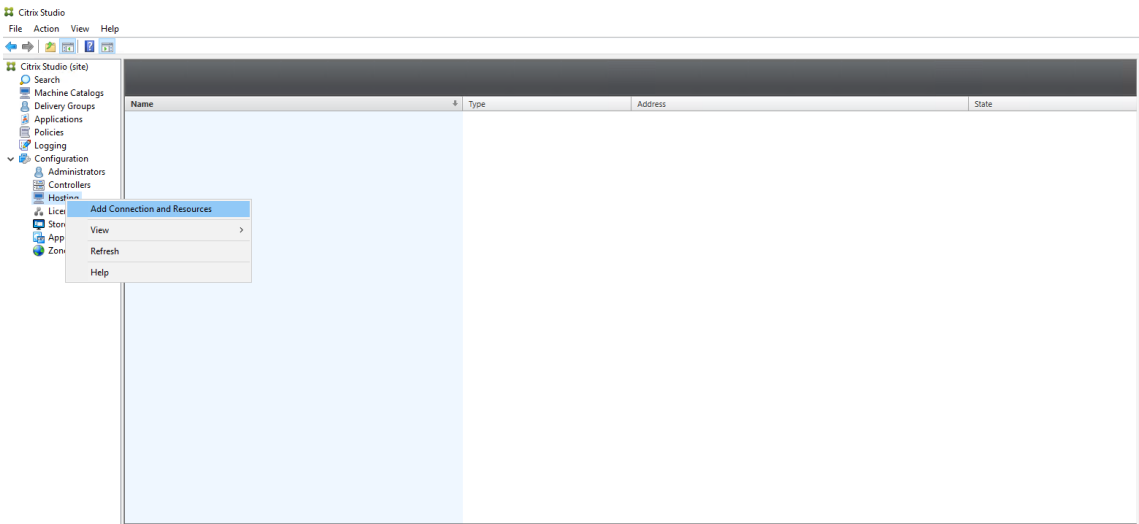 Citrix Studio
File Action View Help
Citrix Studio (site)
Search
Machine Catalogs
Delivery Groups
Applications
Policies
Logging
Configuration
Administrators
Controllers
Hosting
Name Type Address State
Add Connection and Resources
View
Refresh
Help